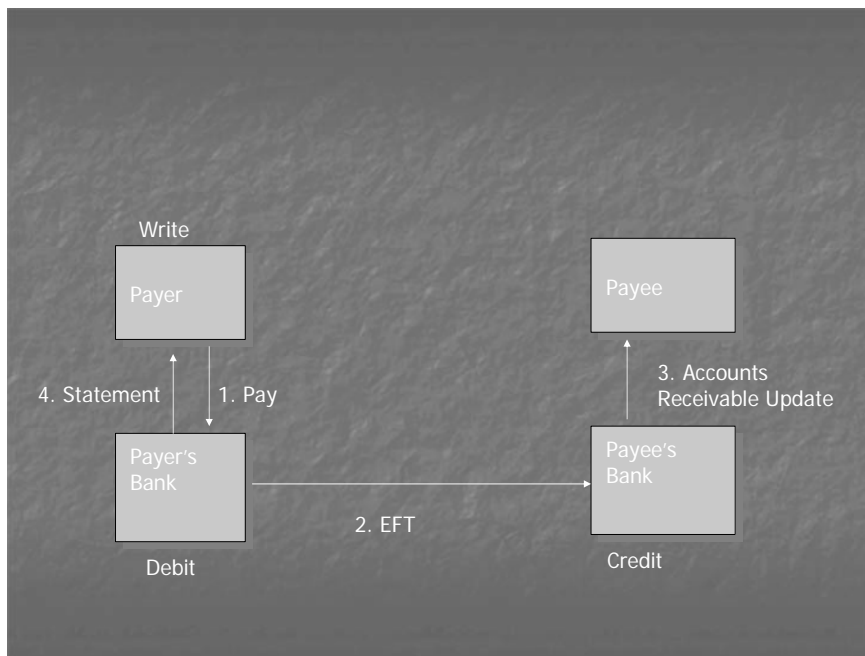 Write
Payer
Payee
4. Statement
1. Pay
3. Accounts
Receivable Update
Payer's
Bank
Payee's
Bank
2. EFT
Debit
Credit